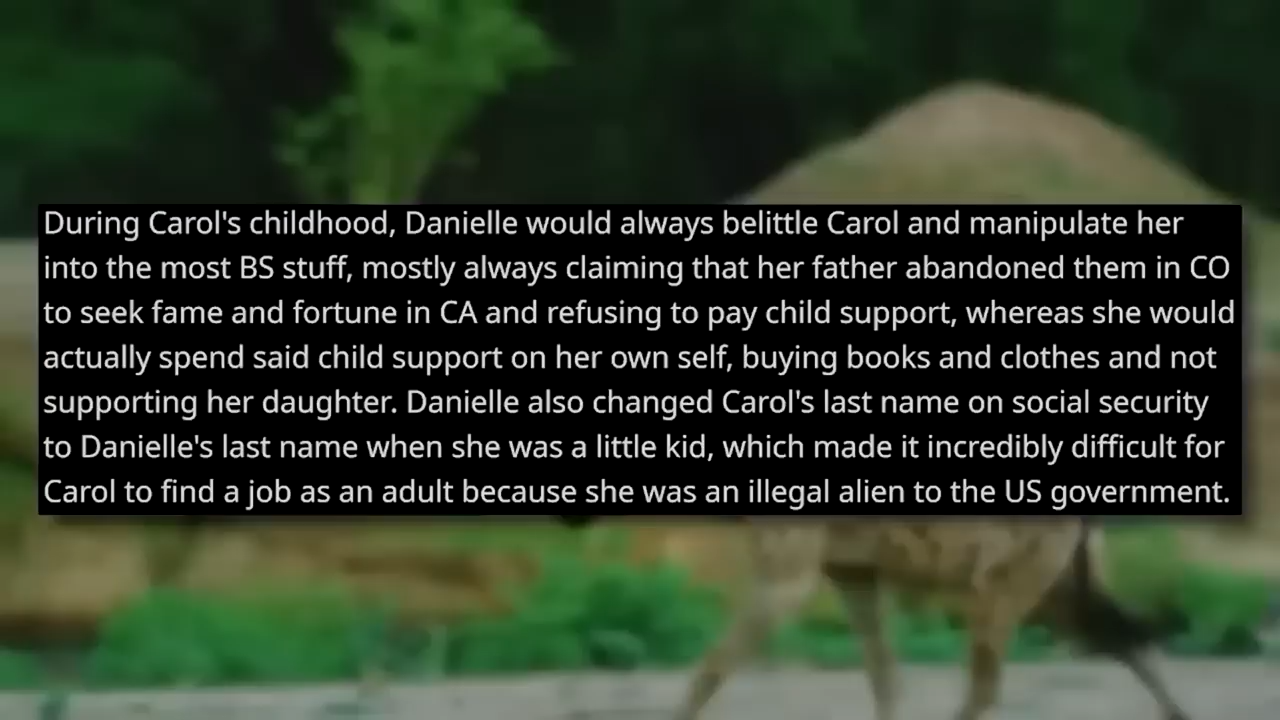 During Carol's childhood, Danielle would always belittle Carol and manipulate her
into the most BS stuff, mostly always claiming that her father abandoned them in CO
to seek fame and fortune in CA and refusing to pay child support, whereas she would
actually spend said child support on her own self, buying books and clothes and not
supporting her daughter. Danielle also changed Carol's last name on social security
to Danielle's last name when she was a little kid, which made it incredibly difficult for
Carol to find a job as an adult because she was an illegal alien to the US government.